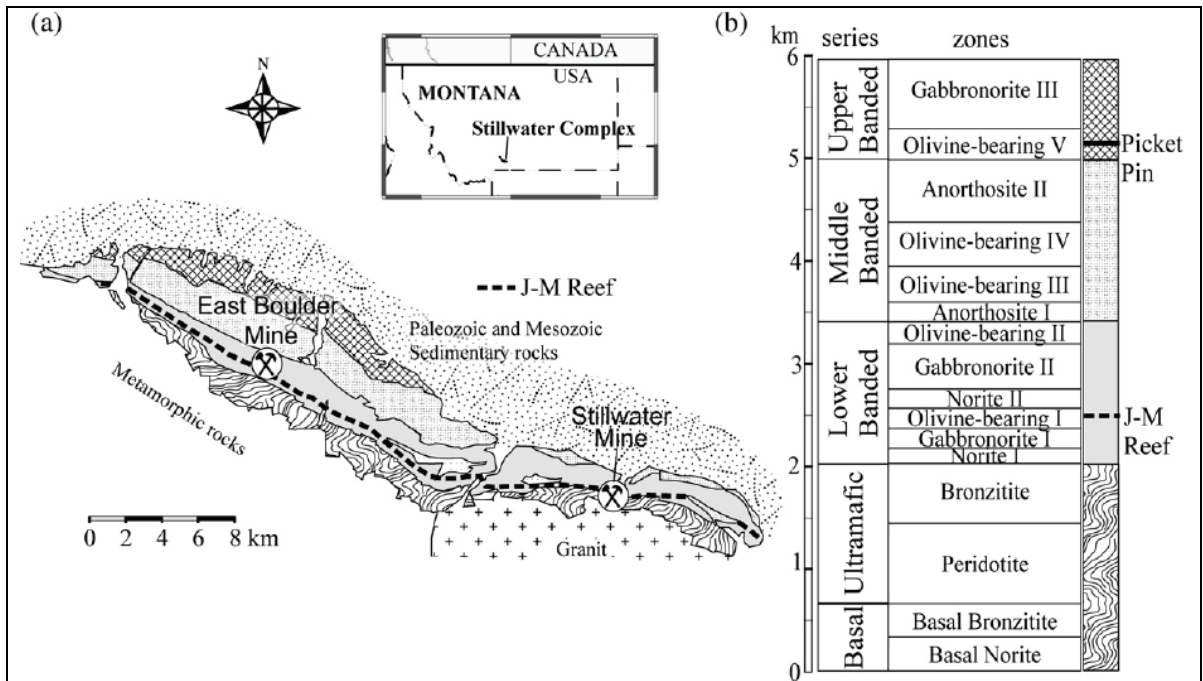 (a)
N
CANADA
USA
MONTANA
Stillwater Complex
J-M Reef
East Boulder
Mine
Paleozoic and Mesozoic
Sedimentary rocks
Metamorphic rocks
Stillwater
Mine
0 2 4 6 8 km
Granit
(b)
km series zones
6
Upper
Banded
Gabbronorite III
Olivine-bearing V
Picket
Pin
5
Middle
Banded
Anorthosite II
Olivine-bearing IV
4
Olivine-bearing III
Anorthosite I
Lower
Banded
Olivine-bearing II
3
Gabbronorite II
Norite II
Olivine-bearing I
J-M
Reef
Gabbronorite I
Norite I
2
Ultramafic
Bronzitite
Peridotite
1
Basal
Basal Bronzitite
Basal Norite
0